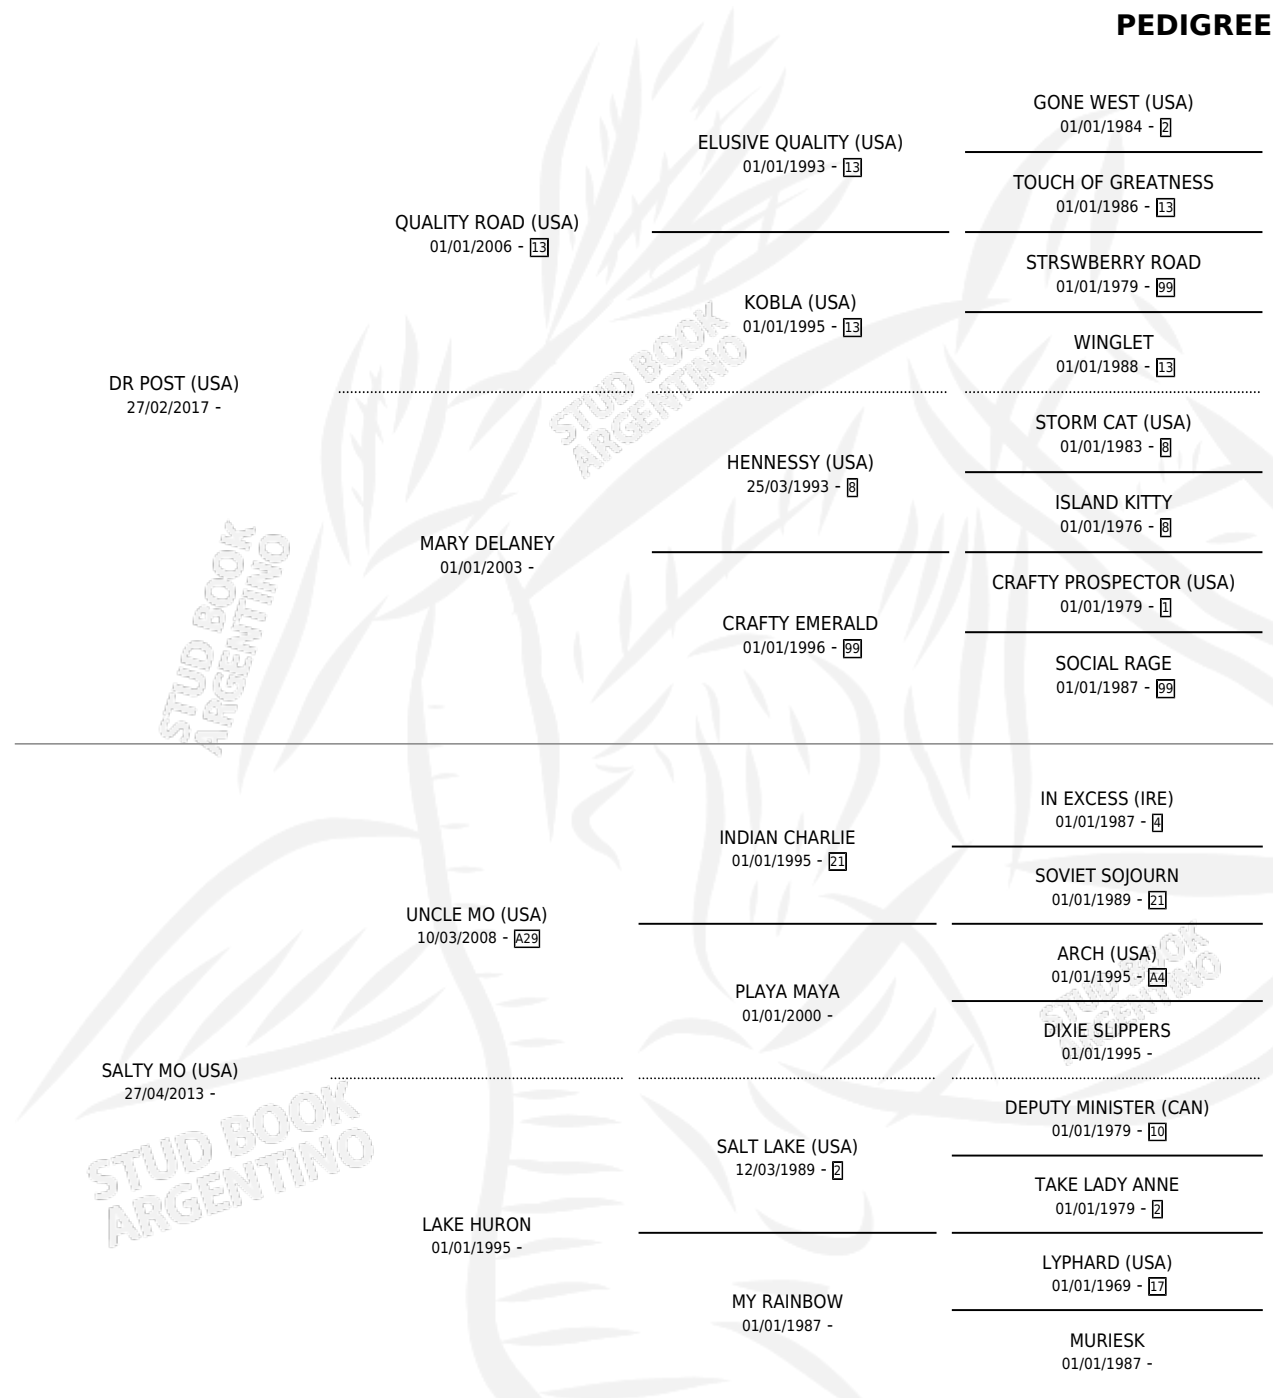 PEDIGREE
GONE WEST (USA)
01/01/1984 - 2
ELUSIVE QUALITY (USA)
01/01/1993 - 13
TOUCH OF GREATNESS
01/01/1986 - 13
QUALITY ROAD (USA)
01/01/2006 - 13
STRSWBERRY ROAD
01/01/1979 - 99
KOBLA (USA)
01/01/1995 - 13
WINGLET
01/01/1988 - 13
DR POST (USA)
27/02/2017 -
STORM CAT (USA)
01/01/1983 - 8
HENNESSY (USA)
25/03/1993 - 8
ISLAND KITTY
01/01/1976 - 8
MARY DELANEY
01/01/2003 -
CRAFTY PROSPECTOR (USA)
01/01/1979 - 1
CRAFTY EMERALD
01/01/1996 - 99
SOCIAL RAGE
01/01/1987 - 99
IN EXCESS (IRE)
01/01/1987 - 4
INDIAN CHARLIE
01/01/1995 - 21
SOVIET SOJOURN
01/01/1989 - 21
UNCLE MO (USA)
10/03/2008 - A29
ARCH (USA)
01/01/1995 - A4
PLAYA MAYA
01/01/2000 -
DIXIE SLIPPERS
01/01/1995 -
SALTY MO (USA)
27/04/2013 -
DEPUTY MINISTER (CAN)
01/01/1979 - 10
SALT LAKE (USA)
12/03/1989 - 2
TAKE LADY ANNE
01/01/1979 - 2
LAKE HURON
01/01/1995 -
LYPHARD (USA)
01/01/1969 - 17
MY RAINBOW
01/01/1987 -
MURIESK
01/01/1987 -
STUD BOOK
ARGENTINO
STUD BOOK
ARGENTINO
STUD BOOK
ARGENTINO
STUD BOOK
ARGENTINO